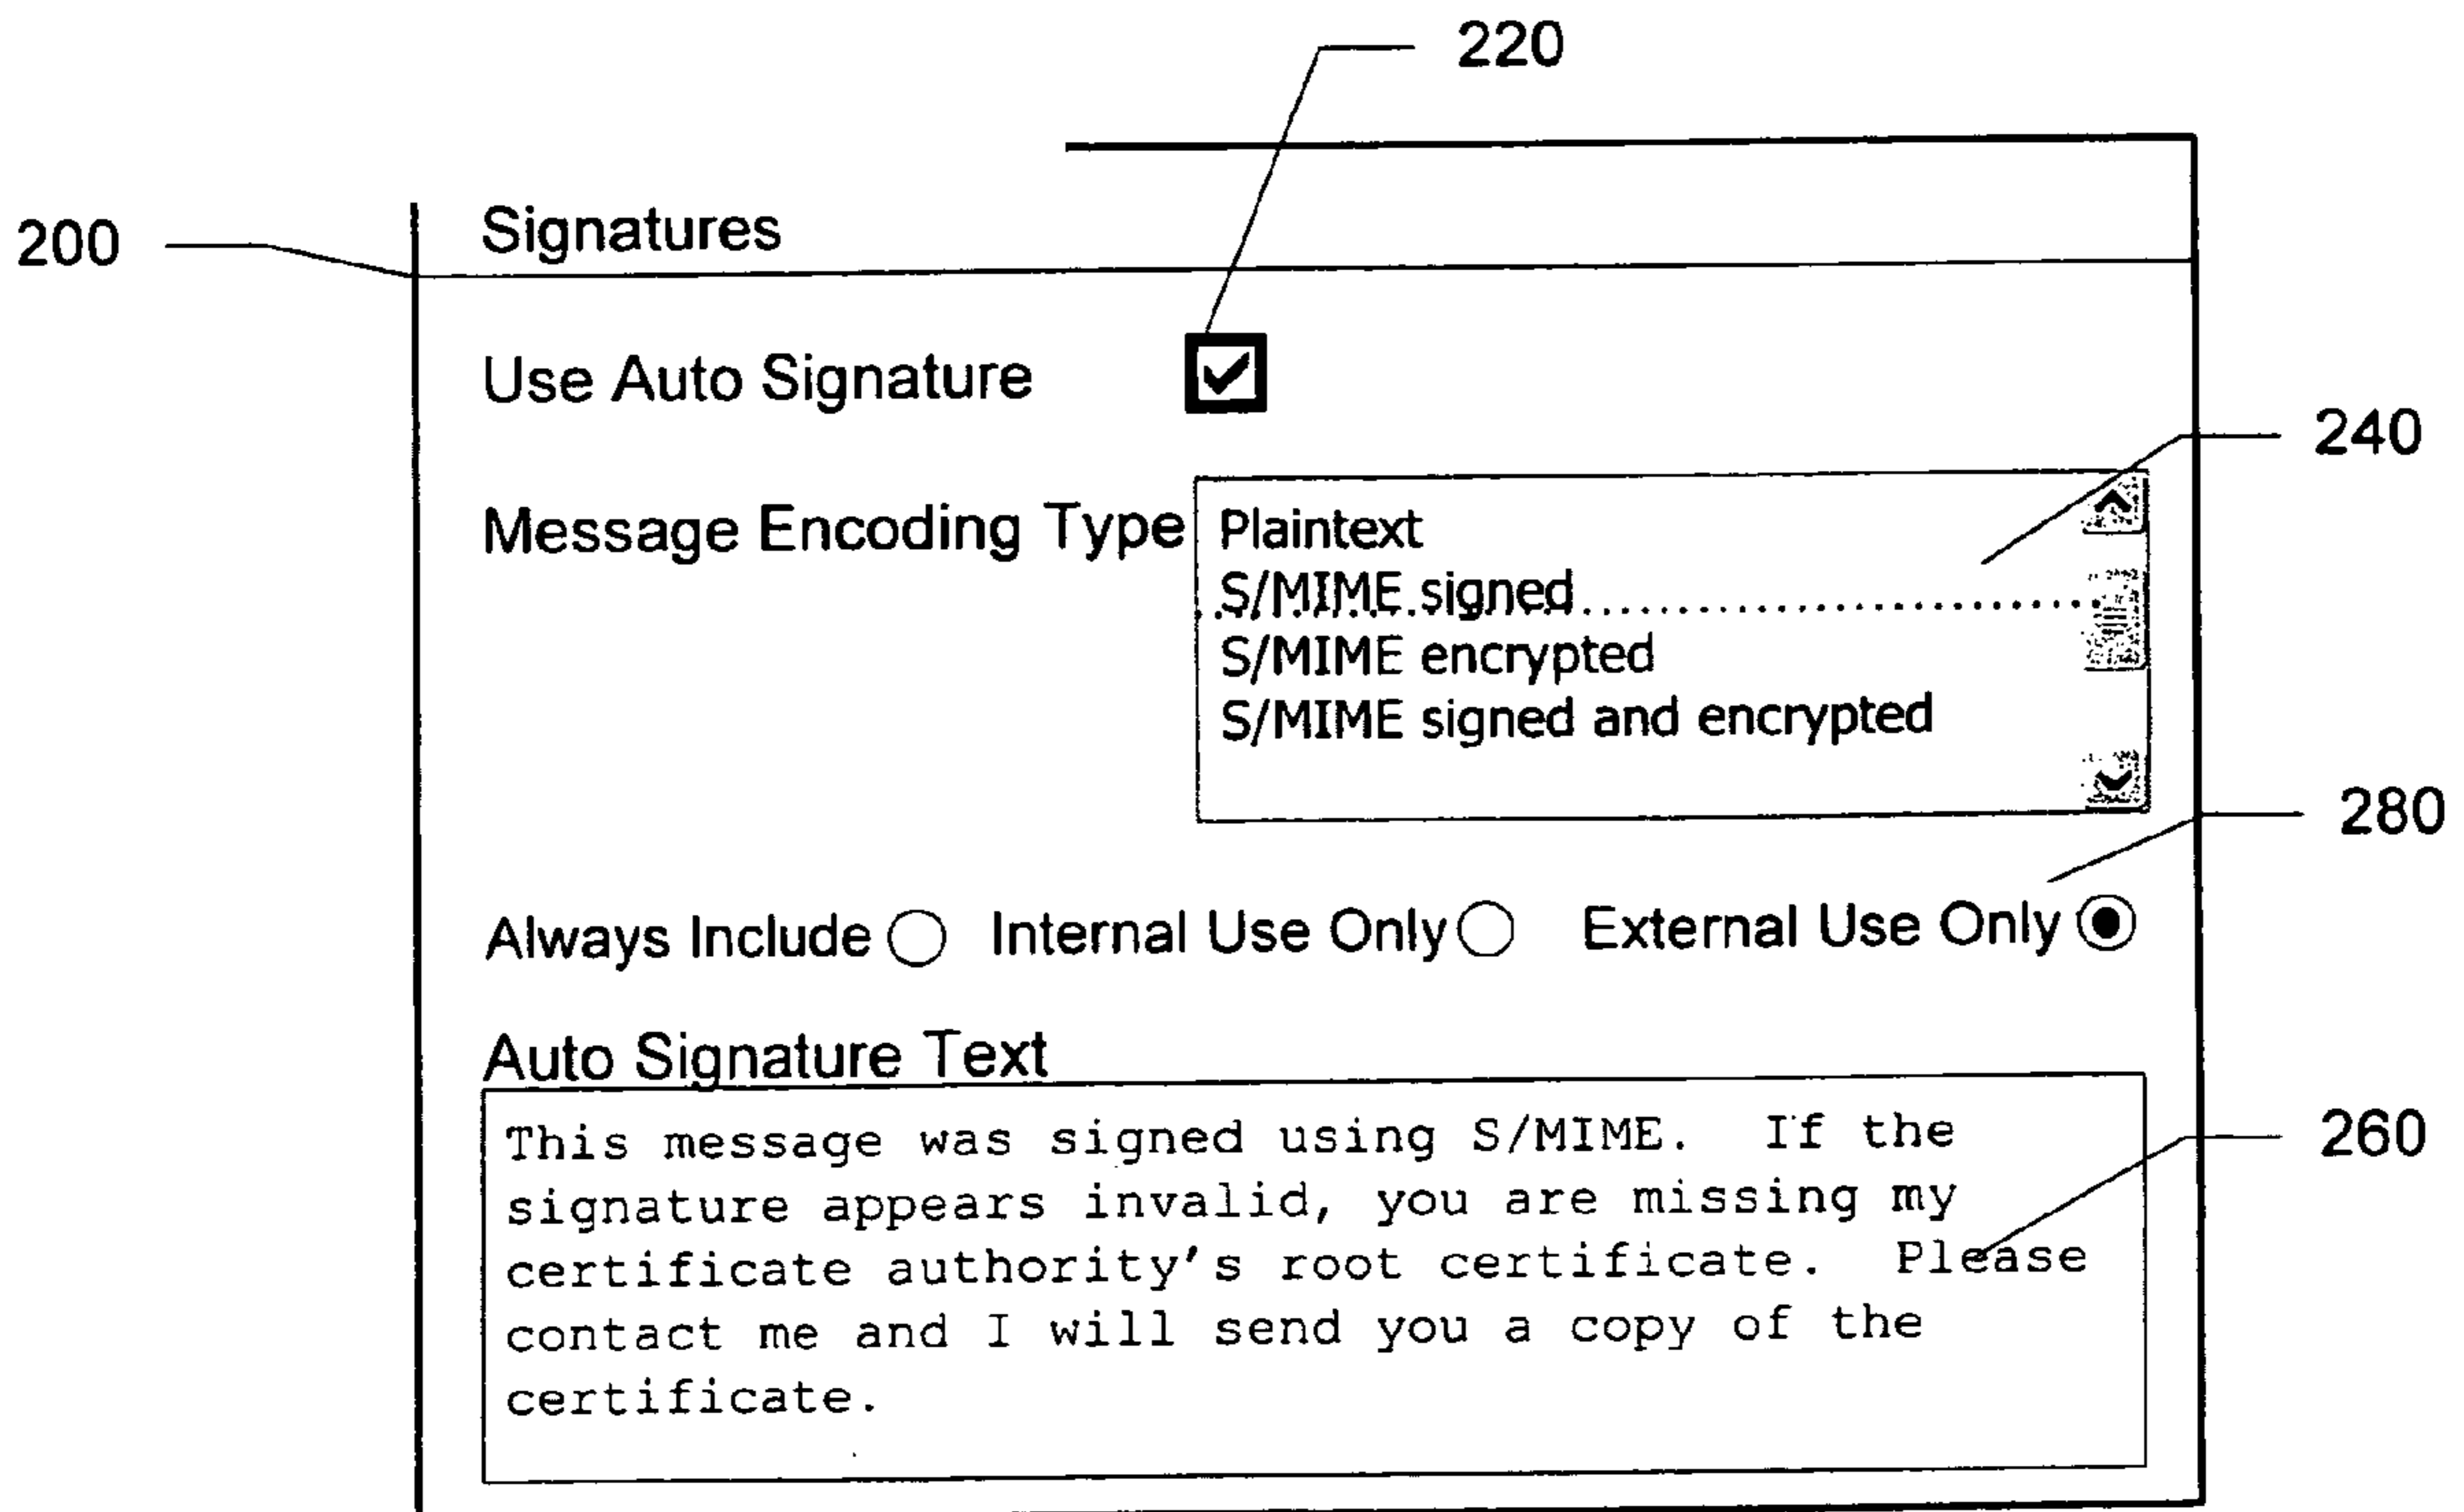 220
200
Signatures
Use Auto Signature
240
Message Encoding Type
Plaintext
S/MIME signed
S/MIME encrypted
S/MIME signed and encrypted
280
Always Include Internal Use Only External Use Only
Auto Signature Text
260
This message was signed using S/MIME. If the
signature appears invalid, you are missing my
certificate authority's root certificate. Please
contact me and I will send you a copy of the
certificate.